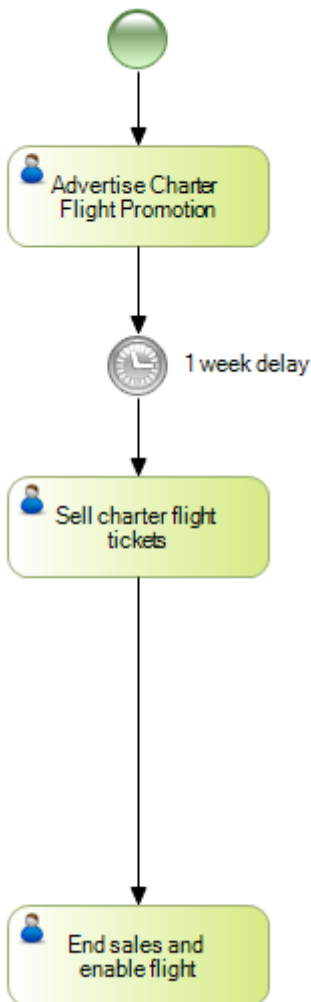 Advertise Charter
Flight Promotion
1 week delay
Sell charter flight
tickets
End sales and
enable flight